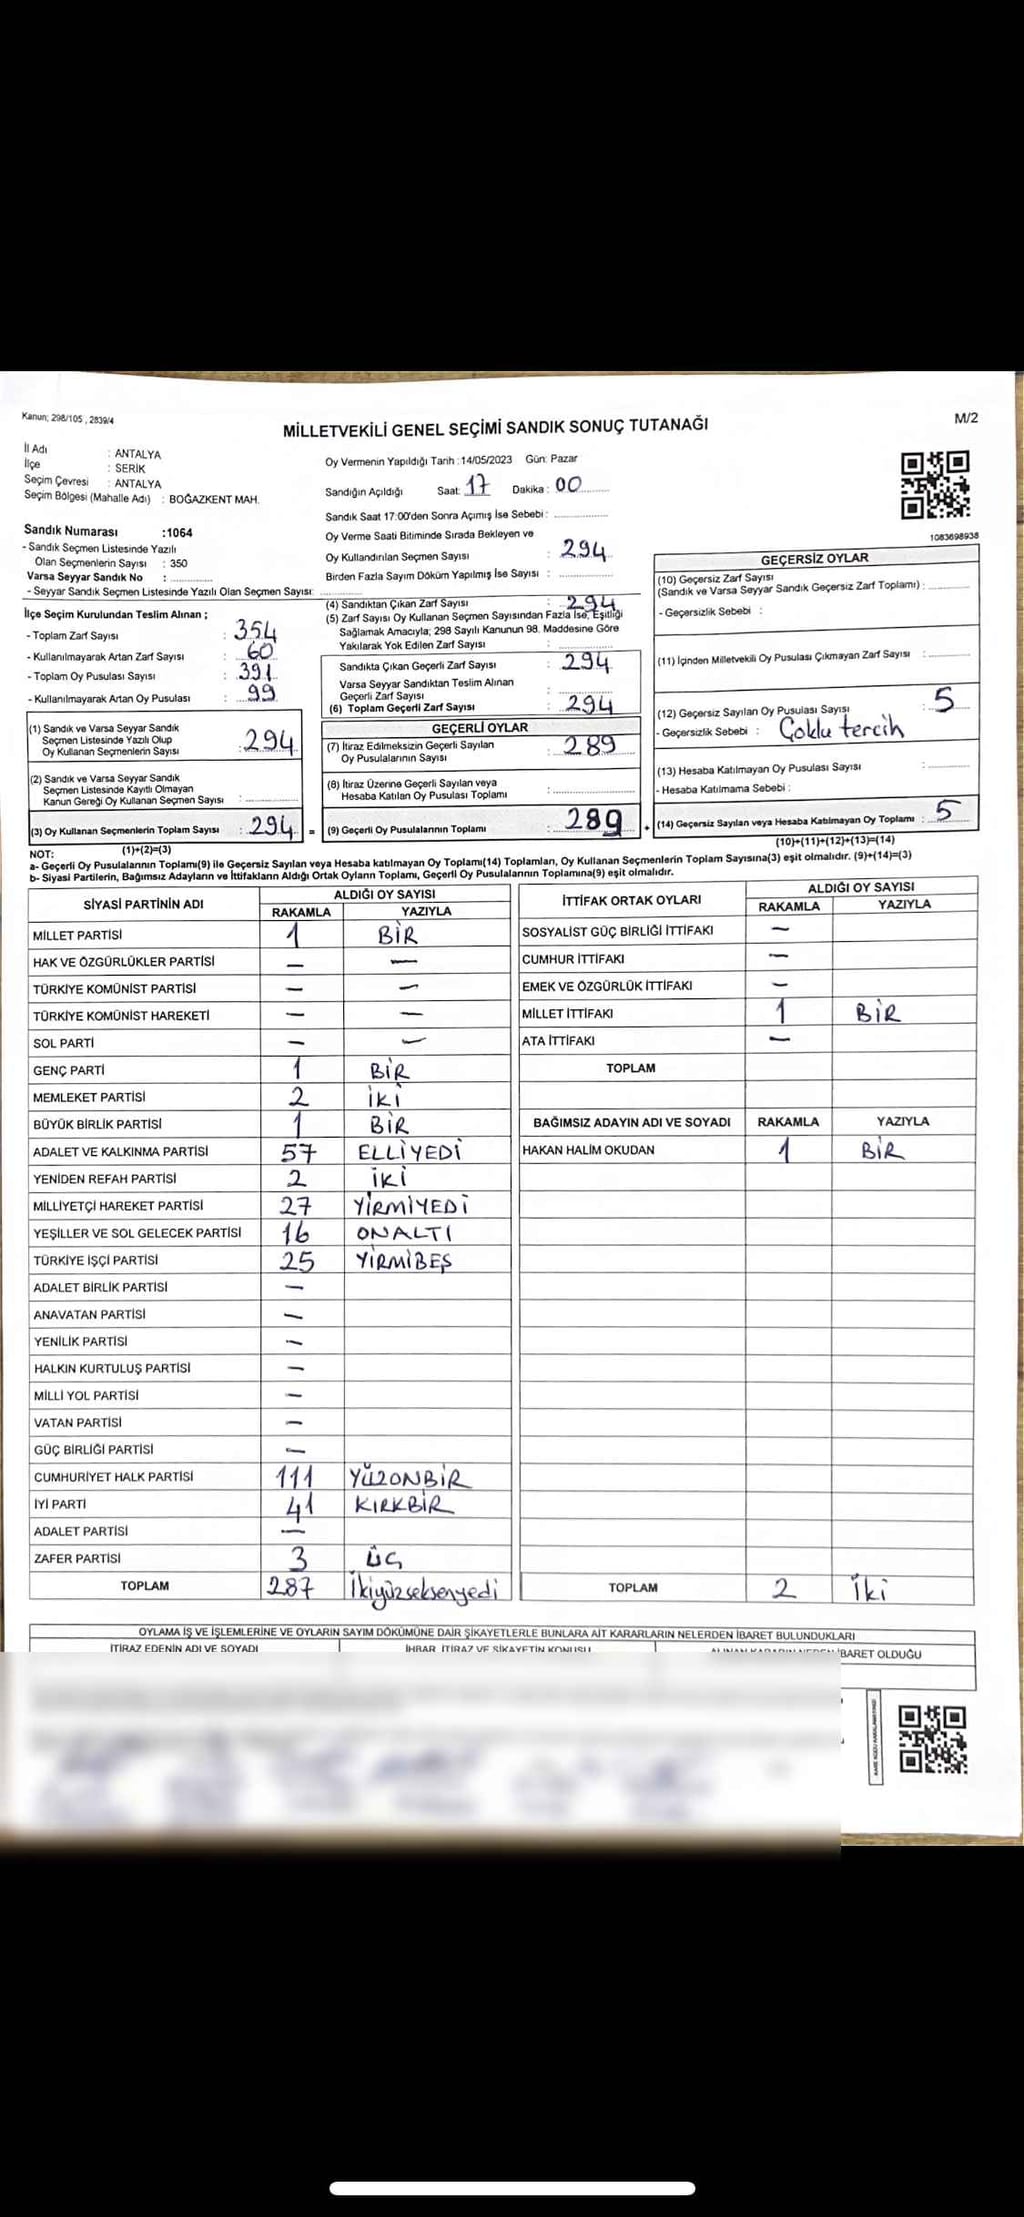 Kanun; 298/105 , 2839/4
MİLLETVEKİLİ GENEL SEÇİMİ SANDIK SONUÇ TUTANAĞI
M/2
İl Adı : ANTALYA
İlçe : SERİK
Seçim Çevresi : ANTALYA
Seçim Bölgesi (Mahalle Adı) : BOĞAZKENT MAH.
Sandık Numarası :1064
- Sandık Seçmen Listesinde Yazılı
Olan Seçmenlerin Sayısı : 350
Varsa Seyyar Sandık No :
- Seyyar Sandık Seçmen Listesinde Yazılı Olan Seçmen Sayısı:
Oy Vermenin Yapıldığı Tarih :14/05/2023 Gün: Pazar
Sandığın Açıldığı Saat: 17 Dakika : 00
Sandık Saat 17:00'den Sonra Açımış İse Sebebi :
Oy Verme Saati Bitiminde Sırada Bekleyen ve
Oy Kullandırılan Seçmen Sayısı : 294
Birden Fazla Sayım Döküm Yapılmış İse Sayısı :
1083698938
İlçe Seçim Kurulundan Teslim Alınan ;
- Toplam Zarf Sayısı : 354
- Kullanılmayarak Artan Zarf Sayısı : 60
- Toplam Oy Pusulası Sayısı : 391
- Kullanılmayarak Artan Oy Pusulası : 99
(1) Sandık ve Varsa Seyyar Sandık
Seçmen Listesinde Yazılı Olup
Oy Kullanan Seçmenlerin Sayısı : 294
(2) Sandık ve Varsa Seyyar Sandık
Seçmen Listesinde Kayıtlı Olmayan
Kanun Gereği Oy Kullanan Seçmen Sayısı :
(3) Oy Kullanan Seçmenlerin Toplam Sayısı : 294 =
(1)+(2)=(3)
(4) Sandıktan Çıkan Zarf Sayısı : 294
(5) Zarf Sayısı Oy Kullanan Seçmen Sayısından Fazla İse, Eşitliği
Sağlamak Amacıyla; 298 Sayılı Kanunun 98. Maddesine Göre
Yakılarak Yok Edilen Zarf Sayısı :
Sandıkta Çıkan Geçerli Zarf Sayısı : 294
Varsa Seyyar Sandıktan Teslim Alınan
Geçerli Zarf Sayısı :
(6) Toplam Geçerli Zarf Sayısı : 294
GEÇERLİ OYLAR
(7) İtiraz Edilmeksizin Geçerli Sayılan
Oy Pusulalarının Sayısı : 289
(8) İtiraz Üzerine Geçerli Sayılan veya
Hesaba Katılan Oy Pusulası Toplamı :
(9) Geçerli Oy Pusulalarının Toplamı : 289 +
GEÇERSİZ OYLAR
(10) Geçersiz Zarf Sayısı
(Sandık ve Varsa Seyyar Sandık Geçersiz Zarf Toplamı) :
- Geçersizlik Sebebi :
(11) İçinden Milletvekili Oy Pusulası Çıkmayan Zarf Sayısı :
(12) Geçersiz Sayılan Oy Pusulası Sayısı : 5
- Geçersizlik Sebebi : Çoklu tercih
(13) Hesaba Katılmayan Oy Pusulası Sayısı :
- Hesaba Katılmama Sebebi :
(14) Geçersiz Sayılan veya Hesaba Katılmayan Oy Toplamı : 5
(10)+(11)+(12)+(13)=(14)
NOT:
a- Geçerli Oy Pusulalarının Toplamı(9) ile Geçersiz Sayılan veya Hesaba katılmayan Oy Toplamı(14) Toplamları, Oy Kullanan Seçmenlerin Toplam Sayısına(3) eşit olmalıdır. (9)+(14)=(3)
b- Siyasi Partilerin, Bağımsız Adayların ve İttifakların Aldığı Ortak Oyların Toplamı, Geçerli Oy Pusulalarının Toplamına(9) eşit olmalıdır.
SİYASİ PARTİNİN ADI ALDIĞI OY SAYISI
RAKAMLA YAZIYLA
MİLLET PARTİSİ 1 BİR
HAK VE ÖZGÜRLÜKLER PARTİSİ — —
TÜRKİYE KOMÜNİST PARTİSİ — —
TÜRKİYE KOMÜNİST HAREKETİ — —
SOL PARTİ — —
GENÇ PARTİ 1 BİR
MEMLEKET PARTİSİ 2 İKİ
BÜYÜK BİRLİK PARTİSİ 1 BİR
ADALET VE KALKINMA PARTİSİ 57 ELLİYEDİ
YENİDEN REFAH PARTİSİ 2 İKİ
MİLLİYETÇİ HAREKET PARTİSİ 27 YİRMİYEDİ
YEŞİLLER VE SOL GELECEK PARTİSİ 16 ONALTI
TÜRKİYE İŞÇİ PARTİSİ 25 YİRMİBEŞ
ADALET BİRLİK PARTİSİ —
ANAVATAN PARTİSİ —
YENİLİK PARTİSİ —
HALKIN KURTULUŞ PARTİSİ —
MİLLİ YOL PARTİSİ —
VATAN PARTİSİ —
GÜÇ BİRLİĞİ PARTİSİ —
CUMHURİYET HALK PARTİSİ 111 YÜZONBİR
İYİ PARTİ 41 KIRKBİR
ADALET PARTİSİ —
ZAFER PARTİSİ 3 ÜÇ
TOPLAM 287 İkiyüzseksenyedi
İTTİFAK ORTAK OYLARI ALDIĞI OY SAYISI
RAKAMLA YAZIYLA
SOSYALİST GÜÇ BİRLİĞİ İTTİFAKI —
CUMHUR İTTİFAKI —
EMEK VE ÖZGÜRLÜK İTTİFAKI —
MİLLET İTTİFAKI 1 BİR
ATA İTTİFAKI —
TOPLAM
BAĞIMSIZ ADAYIN ADI VE SOYADI RAKAMLA YAZIYLA
HAKAN HALİM OKUDAN 1 BİR
TOPLAM 2 İki
OYLAMA İŞ VE İŞLEMLERİNE VE OYLARIN SAYIM DÖKÜMÜNE DAİR ŞİKAYETLERLE BUNLARA AİT KARARLARIN NELERDEN İBARET BULUNDUKLARI
İTİRAZ EDENİN ADI VE SOYADI İHBAR, İTİRAZ VE ŞİKAYETİN KONUSU İBARET OLDUĞU